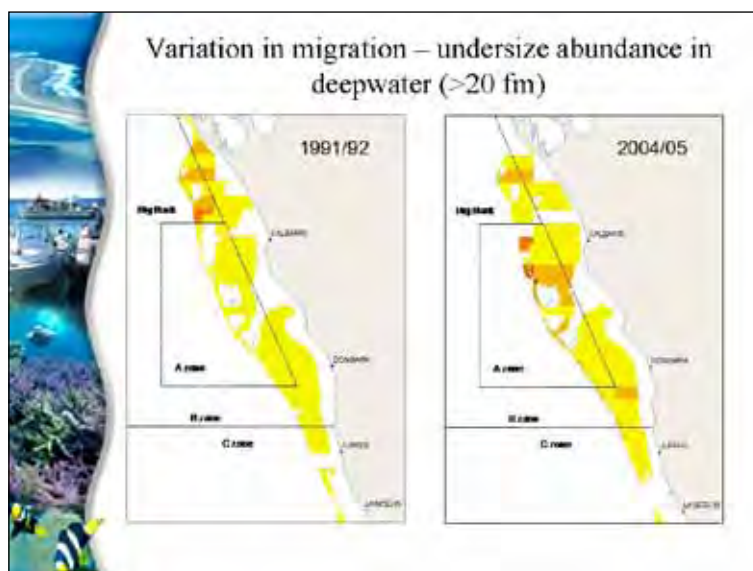 Variation in migration – undersize abundance in
deepwater (>20 fm)
1991/92
Big Bank
A zone
B zone
C zone
2004/05
Big Bank
A zone
B zone
C zone